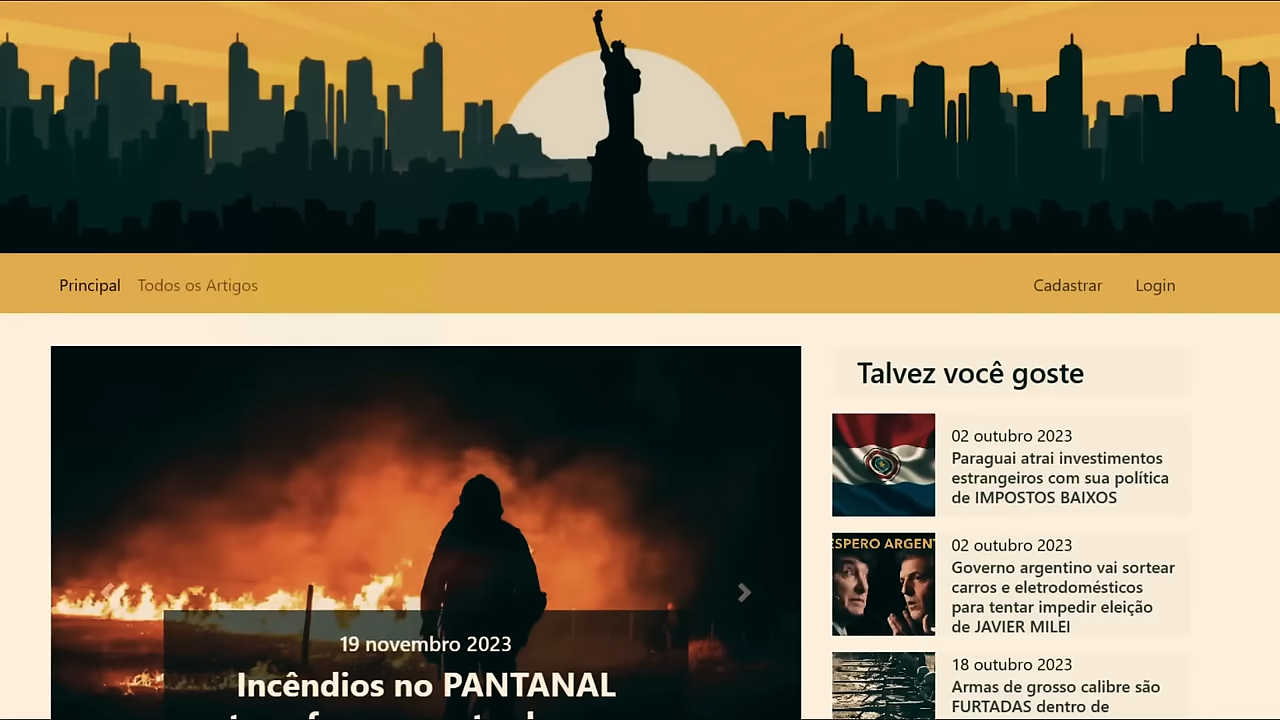 Principal Todos os Artigos Cadastrar Login
19 novembro 2023
Incêndios no PANTANAL
Talvez você goste
02 outubro 2023
Paraguai atrai investimentos
estrangeiros com sua política
de IMPOSTOS BAIXOS
ESPERO ARGENT
02 outubro 2023
Governo argentino vai sortear
carros e eletrodomésticos
para tentar impedir eleição
de JAVIER MILEI
18 outubro 2023
Armas de grosso calibre são
FURTADAS dentro de